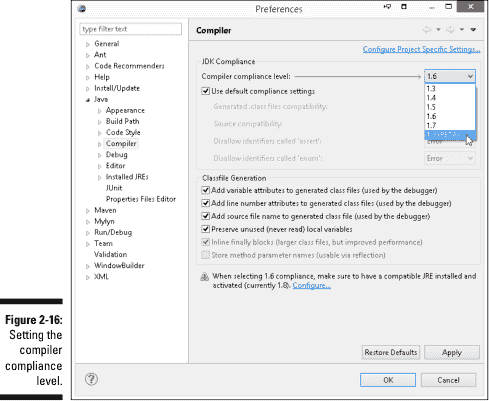 Preferences
type filter text
General
Ant
Code Recommenders
Help
Install/Update
Java
Appearance
Build Path
Code Style
Compiler
Debug
Editor
Installed JREs
JUnit
Properties Files Editor
Maven
Mylyn
Run/Debug
Team
Validation
WindowBuilder
XML
Compiler
Configure Project Specific Settings...
JDK Compliance
Compiler compliance level: 1.6
1.3
1.4
1.5
1.6
1.7
Use default compliance settings
Generated .class files compatibility:
Source compatibility:
Disallow identifiers called 'assert': Error
Disallow identifiers called 'enum': Error
Classfile Generation
Add variable attributes to generated class files (used by the debugger)
Add line number attributes to generated class files (used by the debugger)
Add source file name to generated class file (used by the debugger)
Preserve unused (never read) local variables
Inline finally blocks (larger class files, but improved performance)
Store method parameter names (usable via reflection)
When selecting 1.6 compliance, make sure to have a compatible JRE installed and
activated (currently 1.8). Configure...
Restore Defaults Apply
OK Cancel
Figure 2-16:
Setting the
compiler
compliance
level.